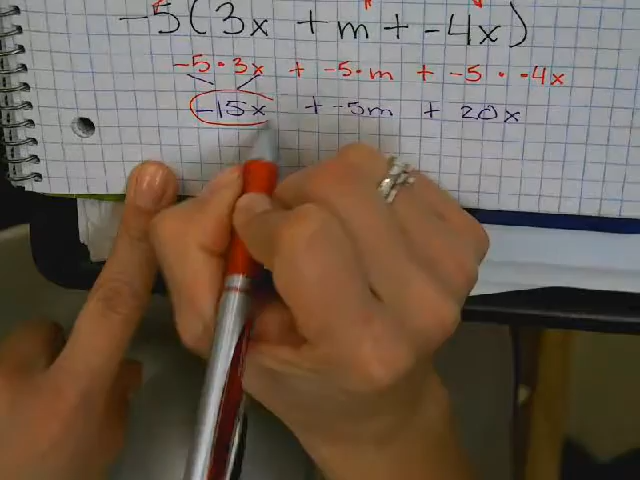 -5(3x + m + -4x)
-5·3x + -5·m + -5·-4x
-15x + -5m + 20x